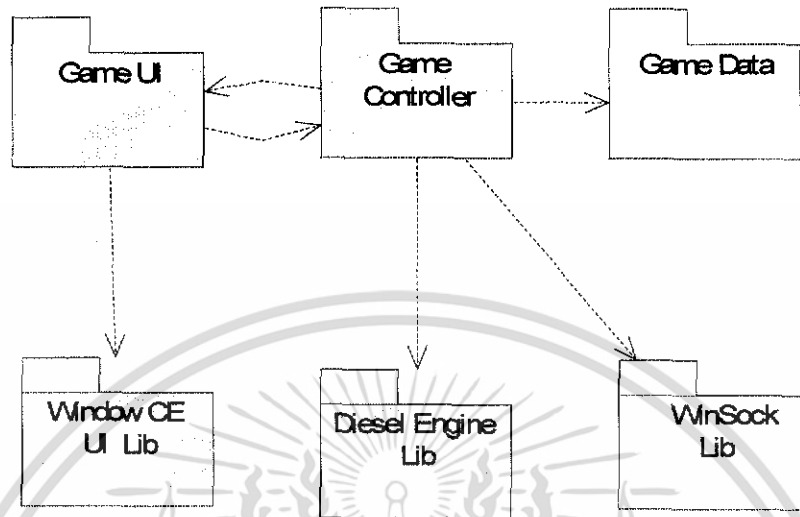 Game UI
Game
Controller
Game Data
Window CE
UI Lib
Diesel Engine
Lib
WinSock
Lib